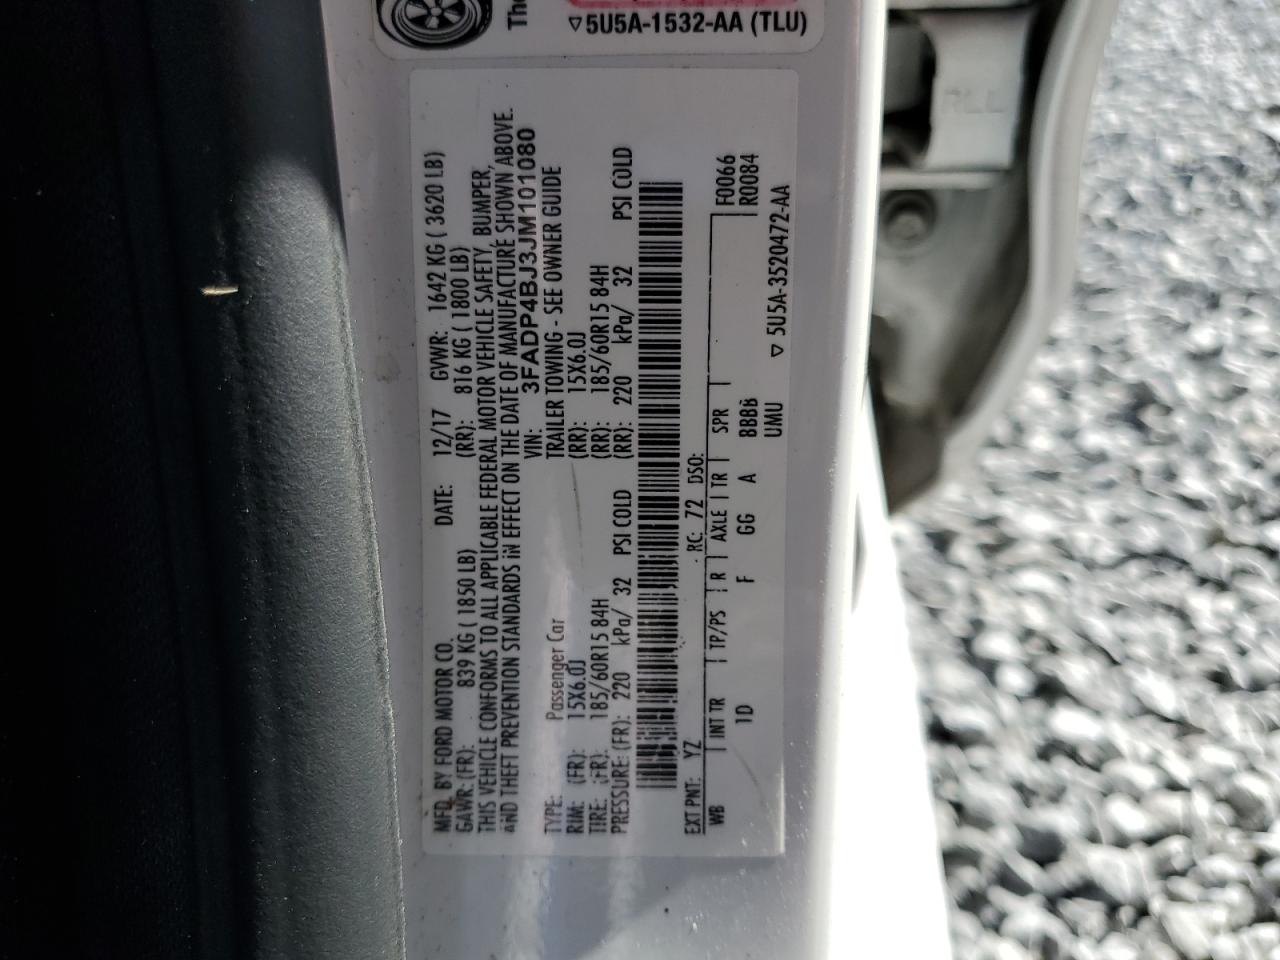 The
▽5U5A-1532-AA (TLU)
MFD. BY FORD MOTOR CO. DATE: 12/17 GVWR: 1642 KG ( 3620 LB)
GAWR: (FR): 839 KG ( 1850 LB) (RR): 816 KG ( 1800 LB)
THIS VEHICLE CONFORMS TO ALL APPLICABLE FEDERAL MOTOR VEHICLE SAFETY, BUMPER,
AND THEFT PREVENTION STANDARDS IN EFFECT ON THE DATE OF MANUFACTURE SHOWN ABOVE.
VIN: 3FADP4BJ3JM101080
TYPE: Passenger Car TRAILER TOWING - SEE OWNER GUIDE
RIM: (FR): 15X6.0J (RR): 15X6.0J
TIRE: (FR): 185/60R15 84H (RR): 185/60R15 84H
PRESSURE: (FR): 220 kPa/ 32 PSI COLD (RR): 220 kPa/ 32 PSI COLD
EXT PNT: YZ RC: 72 DSO:
WB INT TR TP/PS R AXLE TR SPR F0066
1D F GG A BBBB R0084
UMU
▽ 5U5A-3520472-AA
RLL